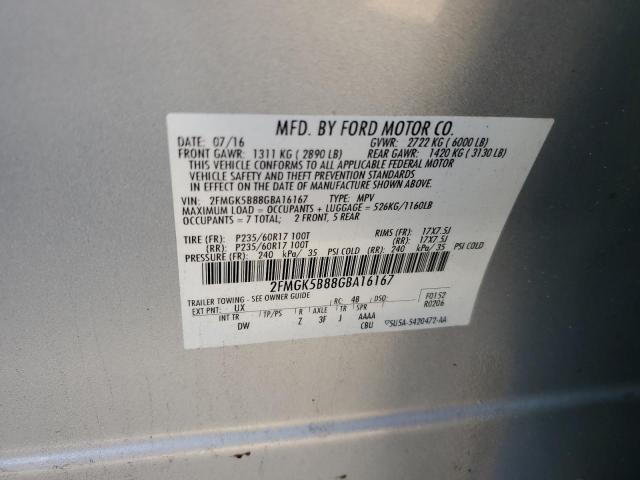 MFD. BY FORD MOTOR CO.
DATE: 07/16 GVWR: 2722 KG ( 6000 LB)
FRONT GAWR: 1311 KG ( 2890 LB) REAR GAWR: 1420 KG ( 3130 LB)
THIS VEHICLE CONFORMS TO ALL APPLICABLE FEDERAL MOTOR
VEHICLE SAFETY AND THEFT PREVENTION STANDARDS
IN EFFECT ON THE DATE OF MANUFACTURE SHOWN ABOVE.
VIN: 2FMGK5B88GBA16167 TYPE: MPV
MAXIMUM LOAD = OCCUPANTS + LUGGAGE = 526KG/1160LB
OCCUPANTS = 7 TOTAL; 2 FRONT, 5 REAR
TIRE (FR): P235/60R17 100T RIMS (FR): 17X7.5J
(RR): P235/60R17 100T (RR): 17X7.5J
PRESSURE (FR): 240 kPa/ 35 PSI COLD (RR): 240 kPa/ 35 PSI COLD
2FMGK5B88GBA16167
TRAILER TOWING - SEE OWNER GUIDE
EXT PNT: UX RC: 4B DSO: F0152
INT TR TP/PS R AXLE TR SPR R0206
DW Z 3F J AAAA
CBU 5U5A-5420472-AA